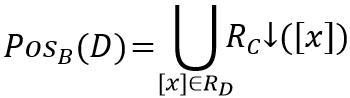 Pos_B(D) = ⋃_{[x]∈R_D} R_C↓([x])